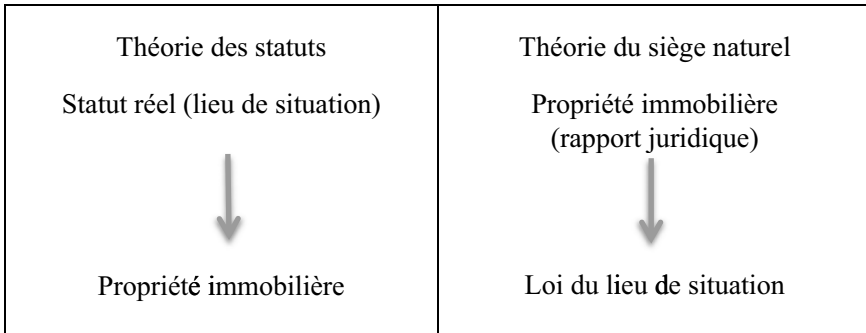 Théorie des statuts
Statut réel (lieu de situation)
Propriété immobilière
Théorie du siège naturel
Propriété immobilière
(rapport juridique)
Loi du lieu de situation